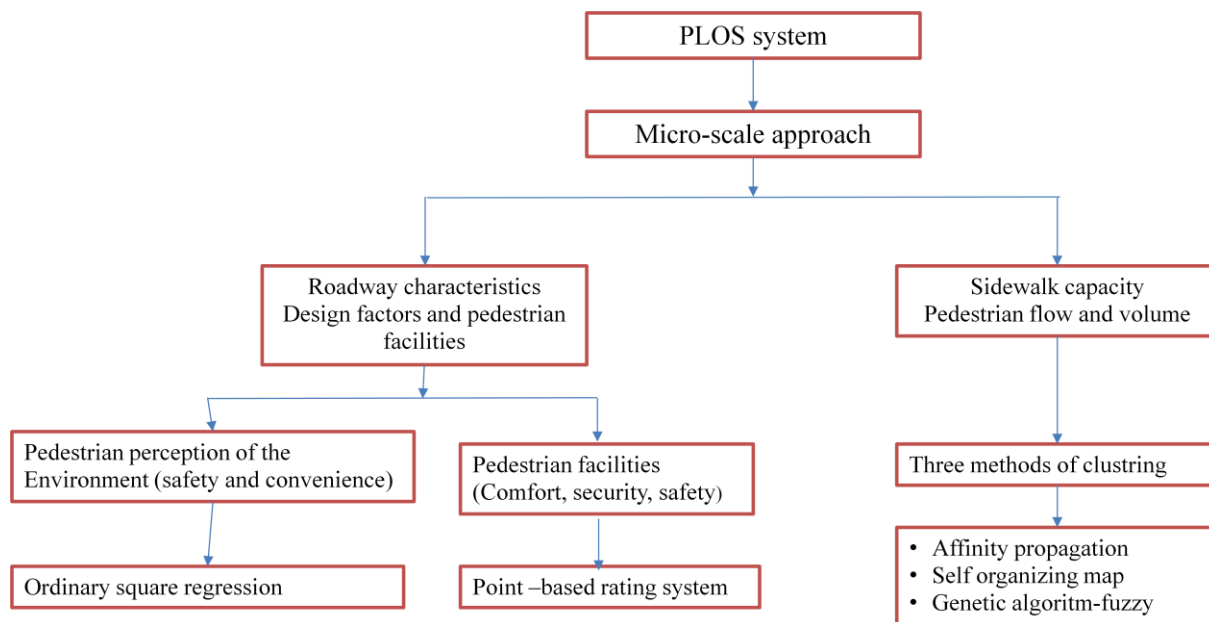 PLOS system
Micro-scale approach
Roadway characteristics
Design factors and pedestrian
facilities
Sidewalk capacity
Pedestrian flow and volume
Pedestrian perception of the
Environment (safety and convenience)
Pedestrian facilities
(Comfort, security, safety)
Three methods of clustring
Ordinary square regression
Point –based rating system
• Affinity propagation
• Self organizing map
• Genetic algoritm-fuzzy